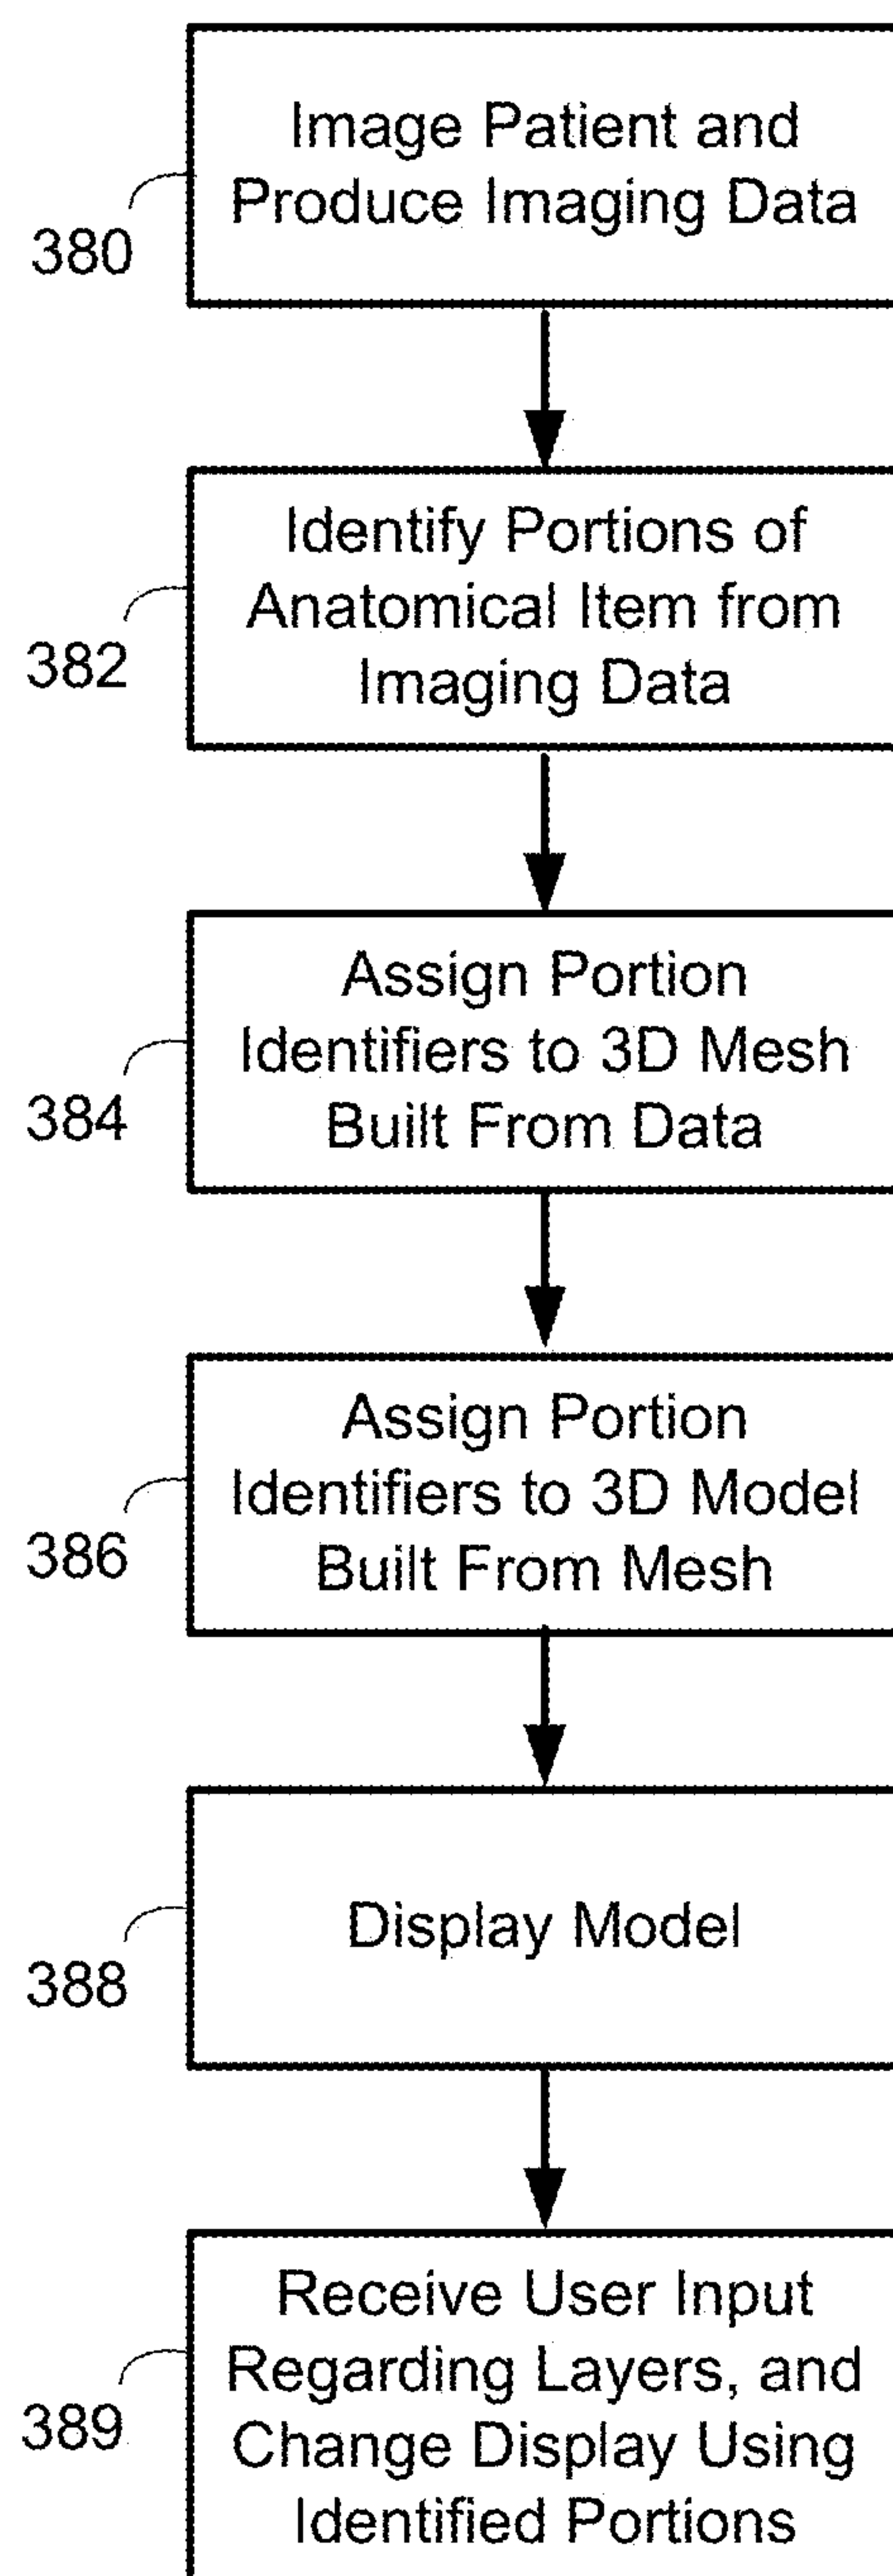 Image Patient and
Produce Imaging Data
380
Identify Portions of
Anatomical Item from
Imaging Data
382
Assign Portion
Identifiers to 3D Mesh
Built From Data
384
Assign Portion
Identifiers to 3D Model
Built From Mesh
386
Display Model
388
Receive User Input
Regarding Layers, and
Change Display Using
Identified Portions
389